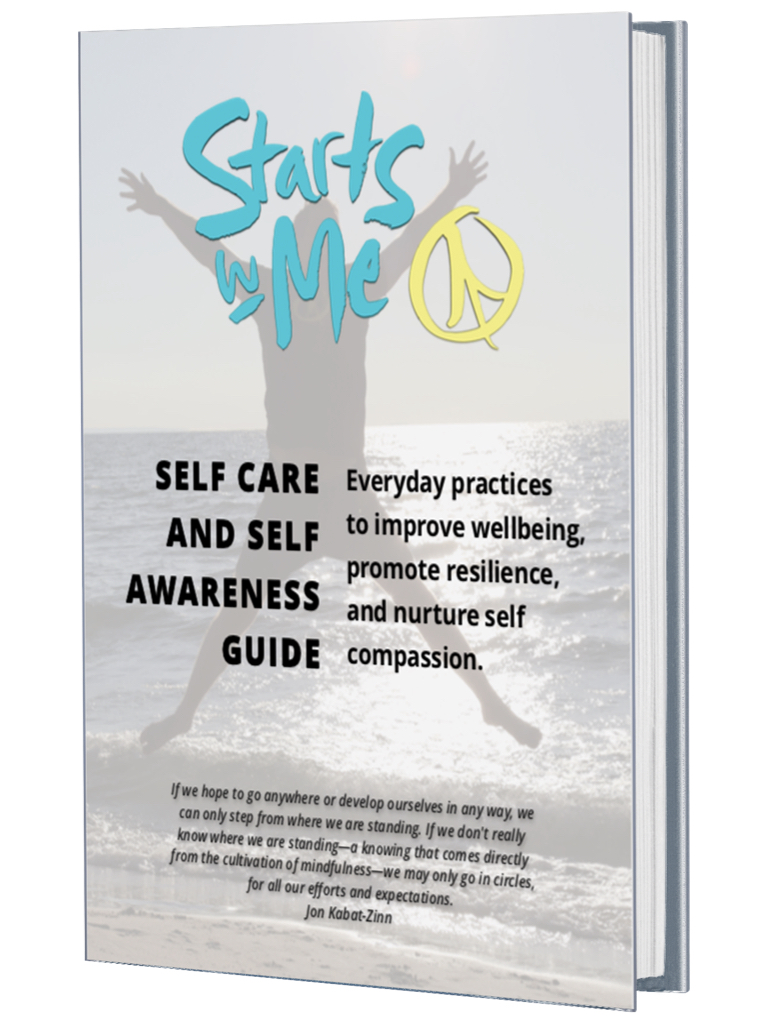 Starts
in Me
SELF CARE
AND SELF
AWARENESS
GUIDE
Everyday practices
to improve wellbeing,
promote resilience,
and nurture self
compassion.
If we hope to go anywhere or develop ourselves in any way, we
can only step from where we are standing. If we don't really
know where we are standing—a knowing that comes directly
from the cultivation of mindfulness—we may only go in circles,
for all our efforts and expectations.
Jon Kabat-Zinn